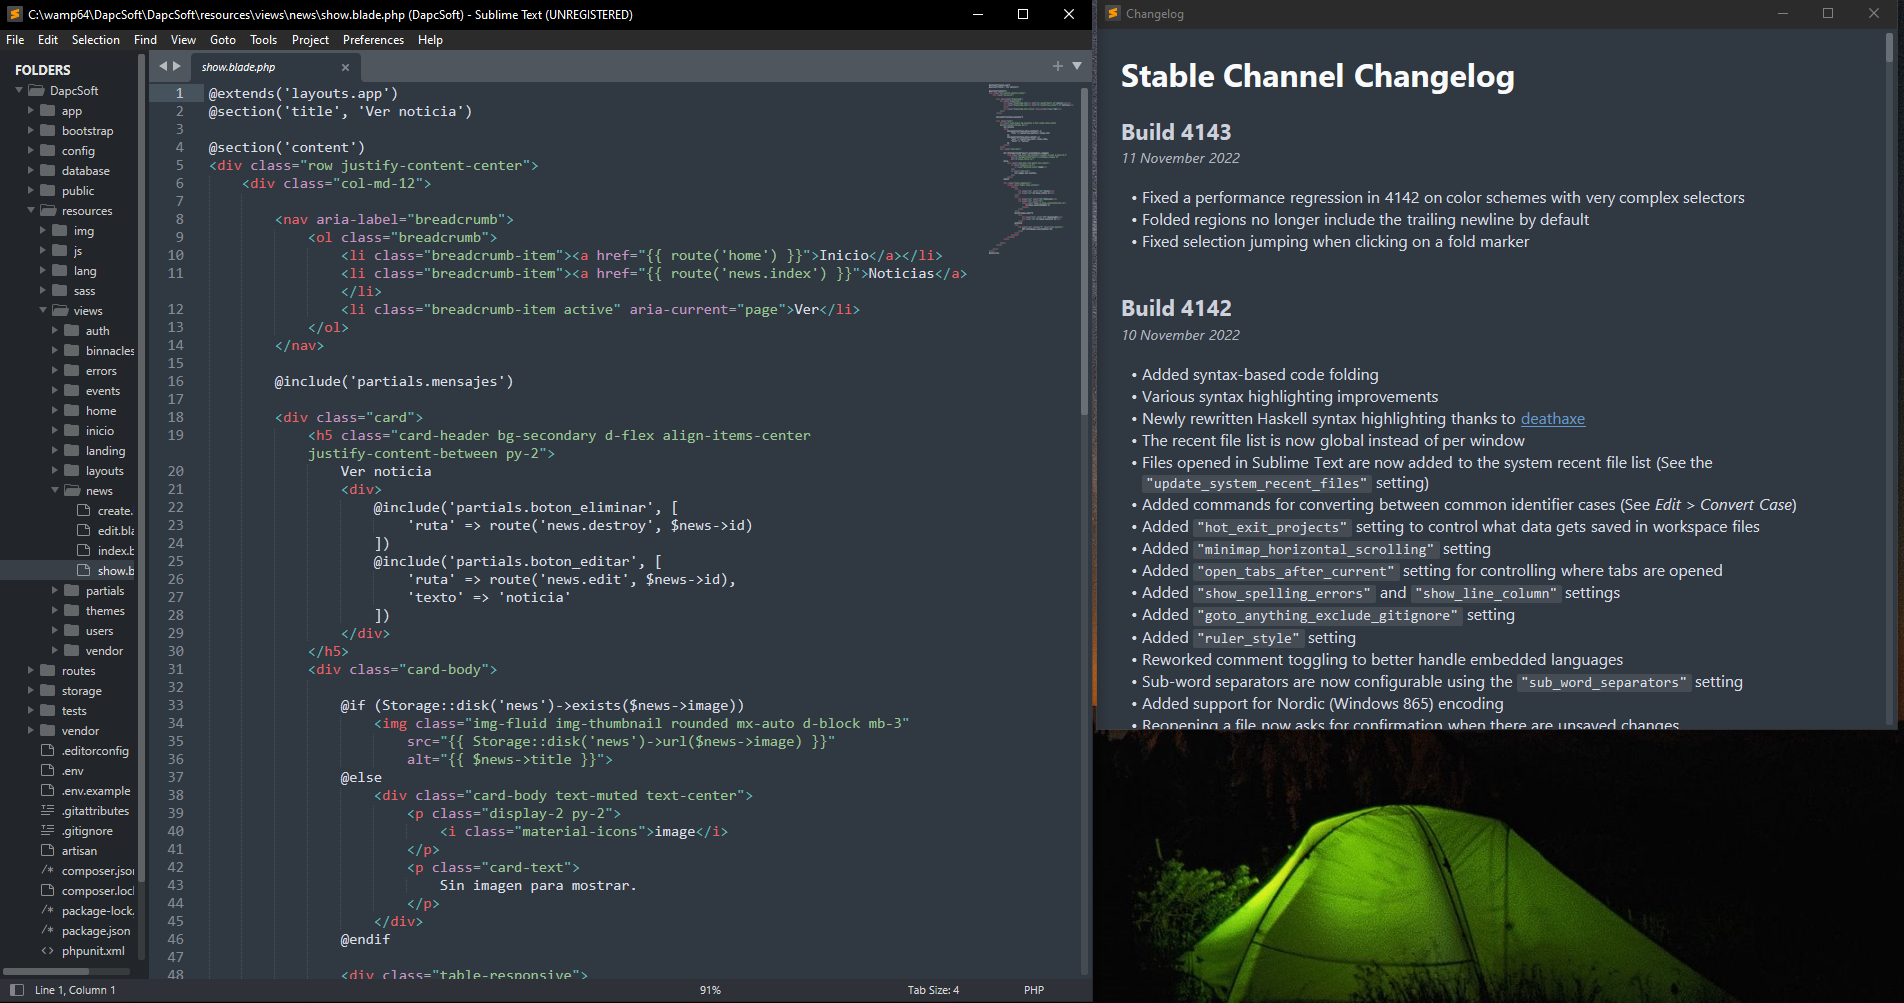 C:\wamp64\DapcSoft\DapcSoft\resources\views\news\show.blade.php (DapcSoft) - Sublime Text (UNREGISTERED)
File Edit Selection Find View Goto Tools Project Preferences Help
FOLDERS
DapcSoft
app
bootstrap
config
database
public
resources
img
js
lang
sass
views
auth
binnacles
errors
events
home
inicio
landing
layouts
news
create.
edit.bla
index.b
show.b
partials
themes
users
vendor
routes
storage
tests
vendor
.editorconfig
.env
.env.example
.gitattributes
.gitignore
artisan
/* composer.json
composer.lock
/* package-lock.
/* package.json
<> phpunit.xml
show.blade.php
1 @extends('layouts.app')
2 @section('title', 'Ver noticia')
3
4 @section('content')
5 <div class="row justify-content-center">
6 <div class="col-md-12">
7
8 <nav aria-label="breadcrumb">
9 <ol class="breadcrumb">
10 <li class="breadcrumb-item"><a href="{{ route('home') }}">Inicio</a></li>
11 <li class="breadcrumb-item"><a href="{{ route('news.index') }}">Noticias</a>
</li>
12 <li class="breadcrumb-item active" aria-current="page">Ver</li>
13 </ol>
14 </nav>
15
16 @include('partials.mensajes')
17
18 <div class="card">
19 <h5 class="card-header bg-secondary d-flex align-items-center
justify-content-between py-2">
20 Ver noticia
21 <div>
22 @include('partials.boton_eliminar', [
23 'ruta' => route('news.destroy', $news->id)
24 ])
25 @include('partials.boton_editar', [
26 'ruta' => route('news.edit', $news->id),
27 'texto' => 'noticia'
28 ])
29 </div>
30 </h5>
31 <div class="card-body">
32
33 @if (Storage::disk('news')->exists($news->image))
34 <img class="img-fluid img-thumbnail rounded mx-auto d-block mb-3"
35 src="{{ Storage::disk('news')->url($news->image) }}"
36 alt="{{ $news->title }}">
37 @else
38 <div class="card-body text-muted text-center">
39 <p class="display-2 py-2">
40 <i class="material-icons">image</i>
41 </p>
42 <p class="card-text">
43 Sin imagen para mostrar.
44 </p>
45 </div>
46 @endif
47
48 <div class="table-responsive">
Line 1, Column 1 91% Tab Size: 4 PHP
Changelog
Stable Channel Changelog
Build 4143
11 November 2022
• Fixed a performance regression in 4142 on color schemes with very complex selectors
• Folded regions no longer include the trailing newline by default
• Fixed selection jumping when clicking on a fold marker
Build 4142
10 November 2022
• Added syntax-based code folding
• Various syntax highlighting improvements
• Newly rewritten Haskell syntax highlighting thanks to deathaxe
• The recent file list is now global instead of per window
• Files opened in Sublime Text are now added to the system recent file list (See the
"update_system_recent_files" setting)
• Added commands for converting between common identifier cases (See Edit > Convert Case)
• Added "hot_exit_projects" setting to control what data gets saved in workspace files
• Added "minimap_horizontal_scrolling" setting
• Added "open_tabs_after_current" setting for controlling where tabs are opened
• Added "show_spelling_errors" and "show_line_column" settings
• Added "goto_anything_exclude_gitignore" setting
• Added "ruler_style" setting
• Reworked comment toggling to better handle embedded languages
• Sub-word separators are now configurable using the "sub_word_separators" setting
• Added support for Nordic (Windows 865) encoding
• Reopening a file now asks for confirmation when there are unsaved changes